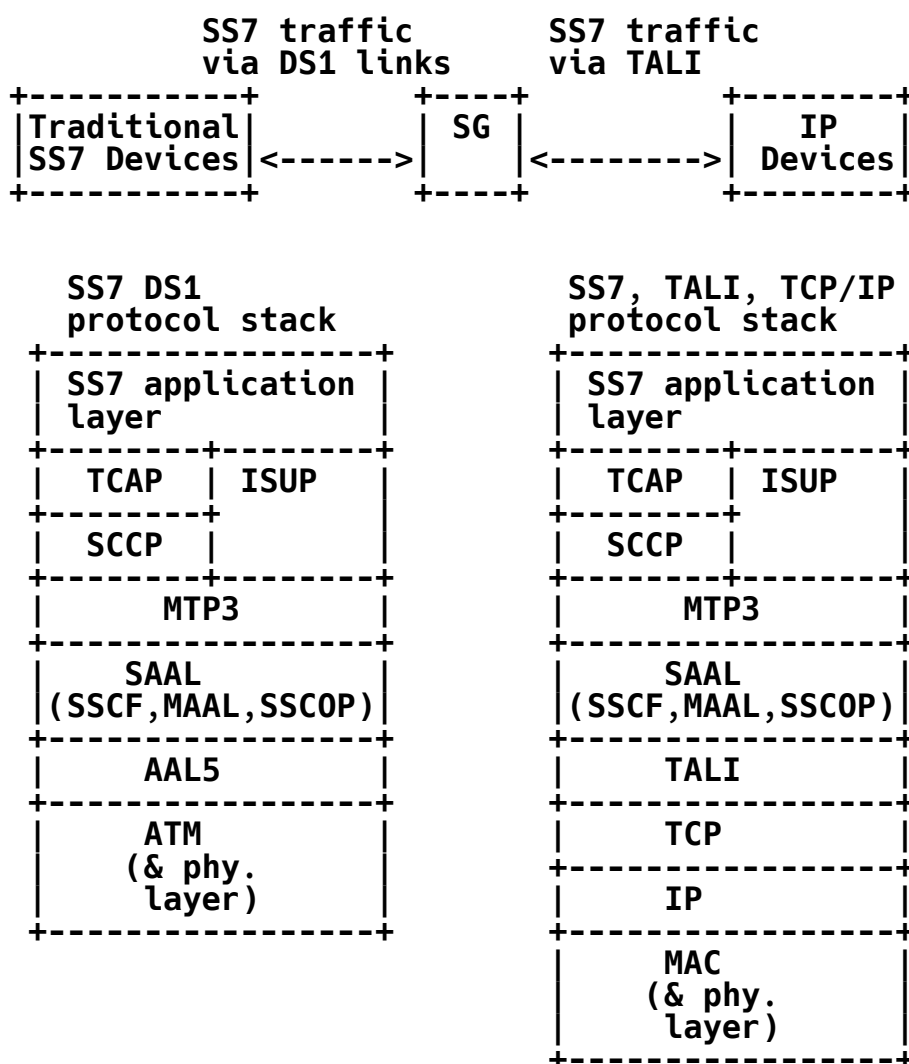 SS7 traffic       SS7 traffic
          via DS1 links     via TALI
+-----------+        +----+          +--------+
|Traditional|        | SG |          |   IP   |
|SS7 Devices|<------>|    |<-------->| Devices|
+-----------+        +----+          +--------+

   SS7 DS1                    SS7, TALI, TCP/IP
   protocol stack             protocol stack
 +-----------------+        +-----------------+
 | SS7 application |        | SS7 application |
 | layer           |        | layer           |
 +--------+--------+        +--------+--------+
 |  TCAP  | ISUP   |        |  TCAP  | ISUP   |
 +--------+        |        +--------+        |
 |  SCCP  |        |        |  SCCP  |        |
 +--------+--------+        +--------+--------+
 |      MTP3       |        |      MTP3       |
 +-----------------+        +-----------------+
 |    SAAL         |        |     SAAL        |
 |(SSCF,MAAL,SSCOP)|        |(SSCF,MAAL,SSCOP)|
 +-----------------+        +-----------------+
 |     AAL5        |        |     TALI        |
 +-----------------+        +-----------------+
 |     ATM         |        |     TCP         |
 |    (& phy.      |        +-----------------+
 |     layer)      |        |     IP          |
 +-----------------+        +-----------------+
                            |     MAC         |
                            |    (& phy.      |
                            |     layer)      |
                            +-----------------+